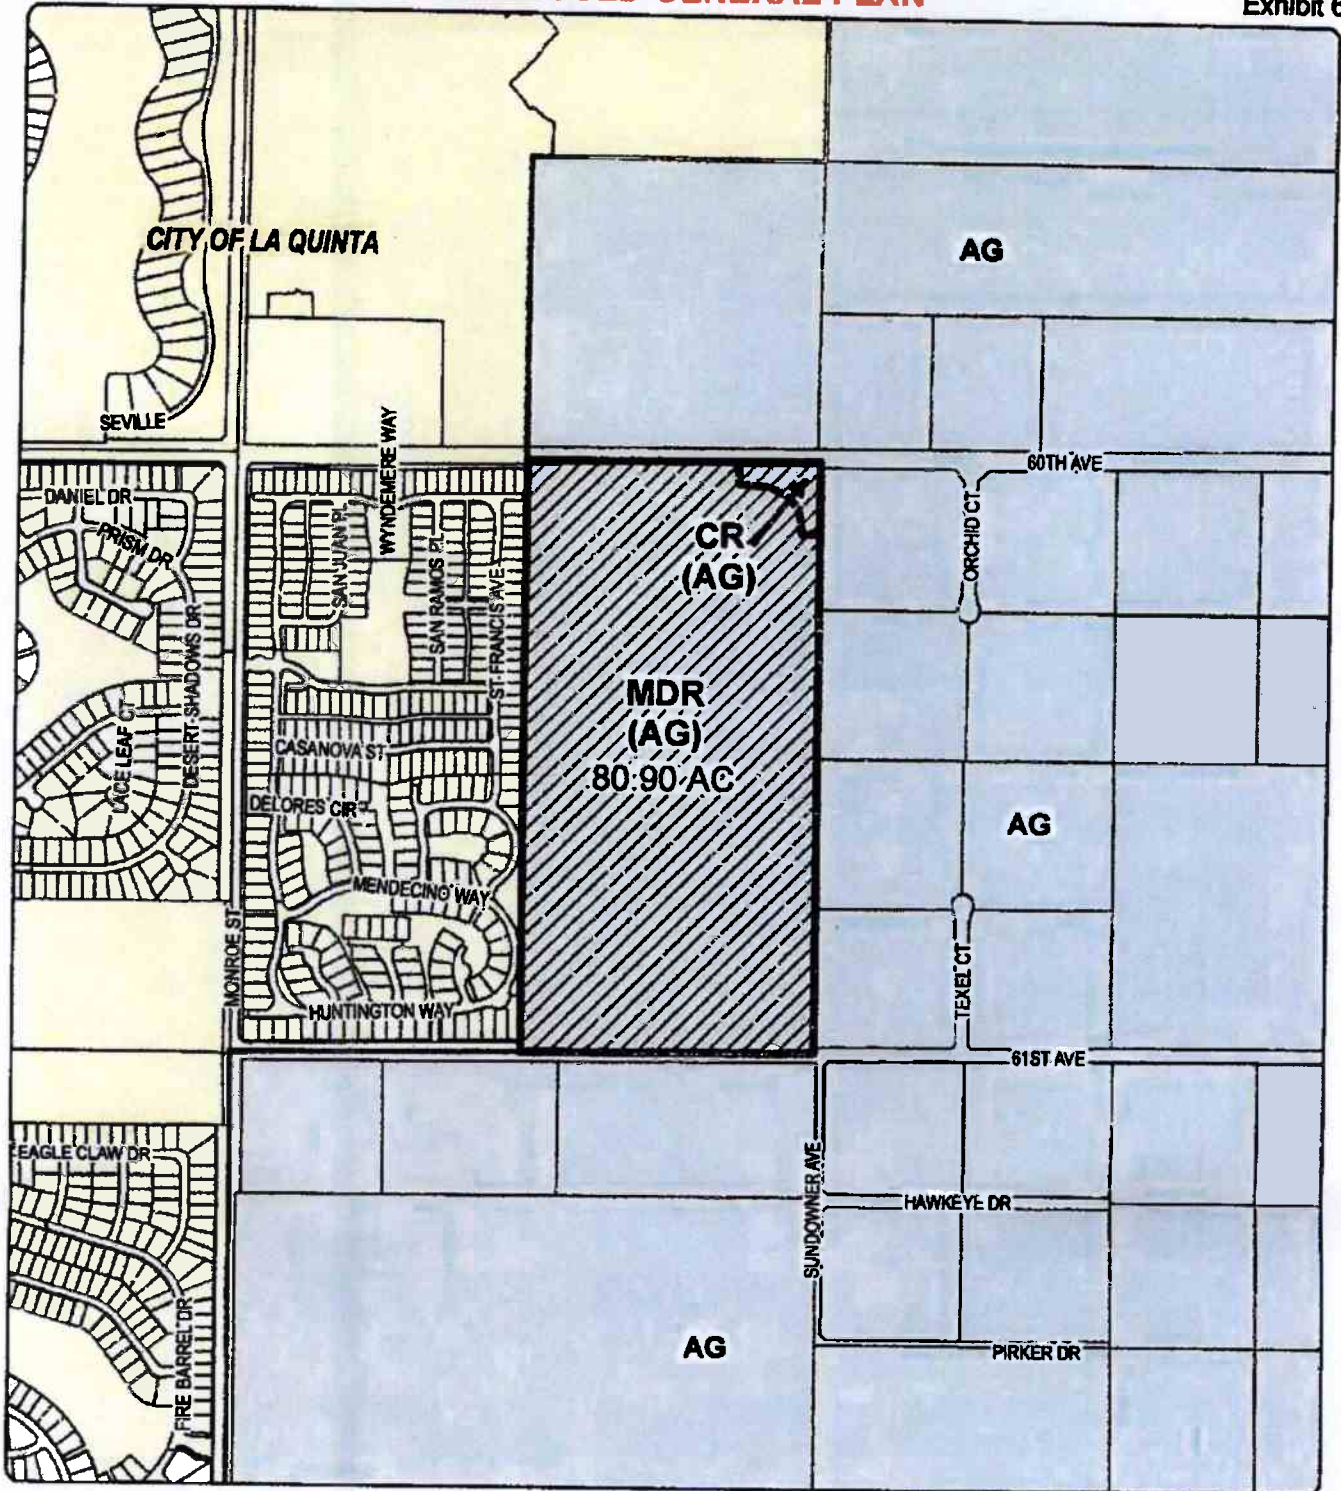 GENERAL PLAN
Exhibit 6
CITY OF LA QUINTA
AG
SEVILLE
WYNDEMERE WAY
60TH AVE
DANIEL DR
PRISM DR
SAN JUAN PL
SAN RAMOS PL
ST FRANCIS AVE
ORCHID CT
CR
(AG)
DESERT SHADOWS DR
LACE LEAF CT
MDR
(AG)
80.90 AC
CASANOVA ST
DELORES CIR
AG
MENDECINO WAY
MONROE ST
HUNTINGTON WAY
TEXEL CT
61ST AVE
EAGLE CLAW DR
SUNDOWNER AVE
HAWKEYE DR
FIRE BARREL DR
AG
PIRKER DR